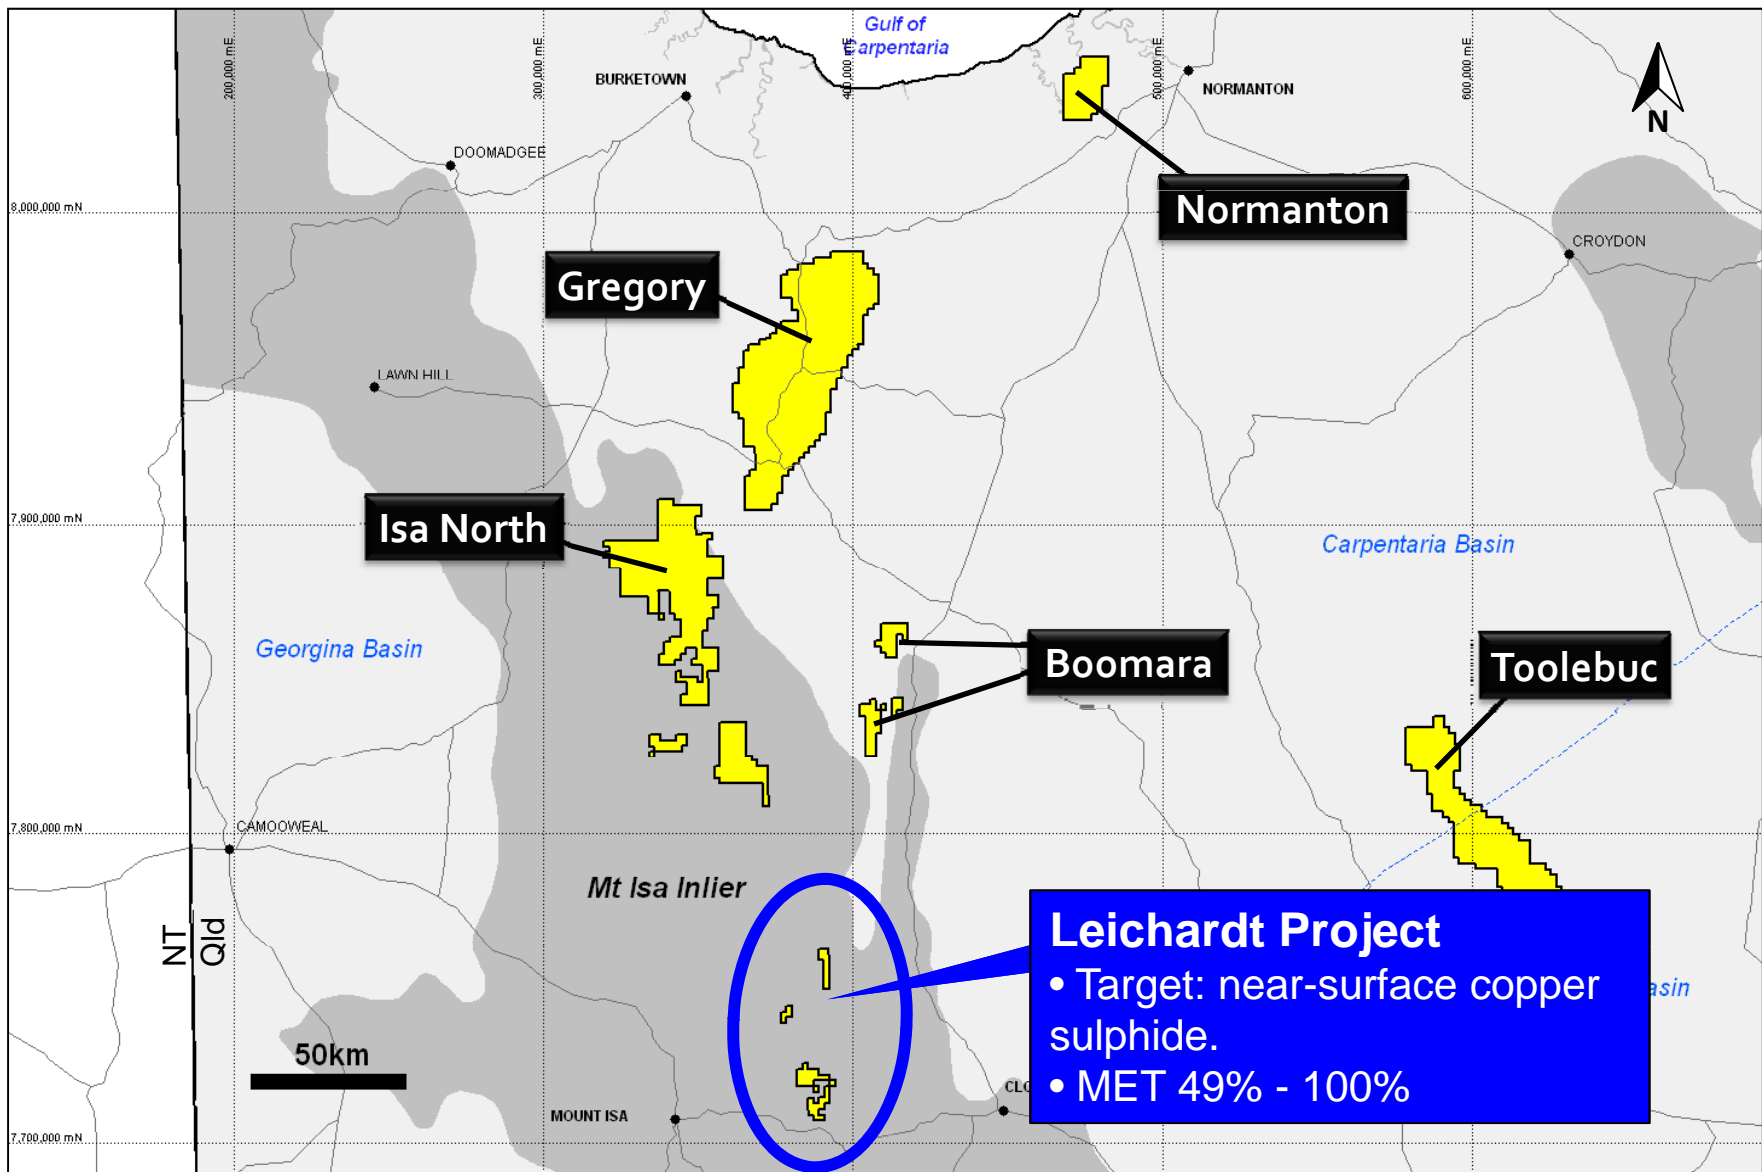 Gulf of
Carpentaria
200,000 mE
300,000 mE
400,000 mE
500,000 mE
600,000 mE
BURKETOWN
NORMANTON
N
DOOMADGEE
Normanton
8,000,000 mN
CROYDON
Gregory
LAWN HILL
Isa North
7,900,000 mN
Carpentaria Basin
Georgina Basin
Boomara
Toolebuc
7,800,000 mN
CAMOOWEAL
Mt Isa Inlier
NT
Qld
Leichardt Project
• Target: near-surface copper
sulphide.
• MET 49% - 100%
asin
50km
MOUNT ISA
CLO
7,700,000 mN